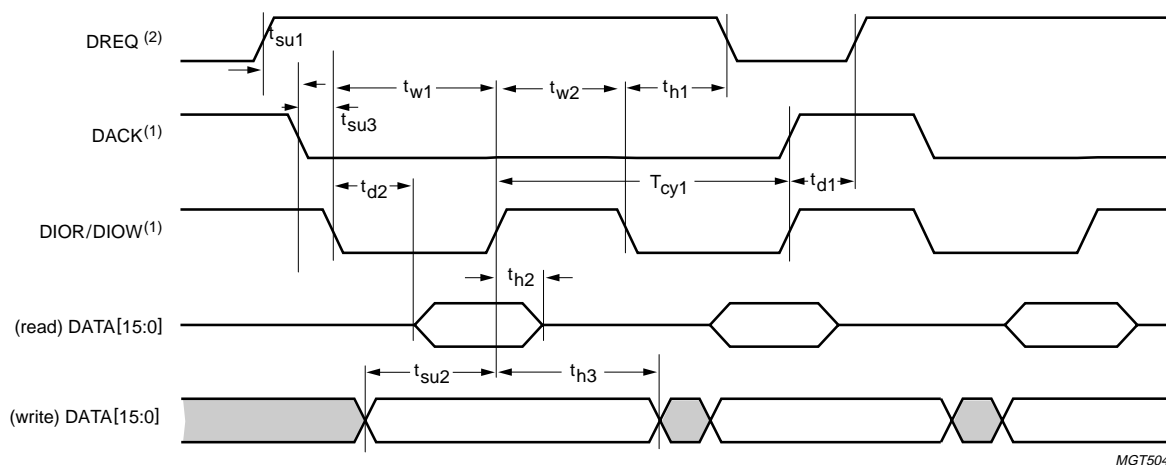 DREQ (2)
tsu1
tw1
tw2
th1
DACK(1)
tsu3
td2
Tcy1
td1
DIOR/DIOW(1)
th2
(read) DATA[15:0]
tsu2
th3
(write) DATA[15:0]
MGT504